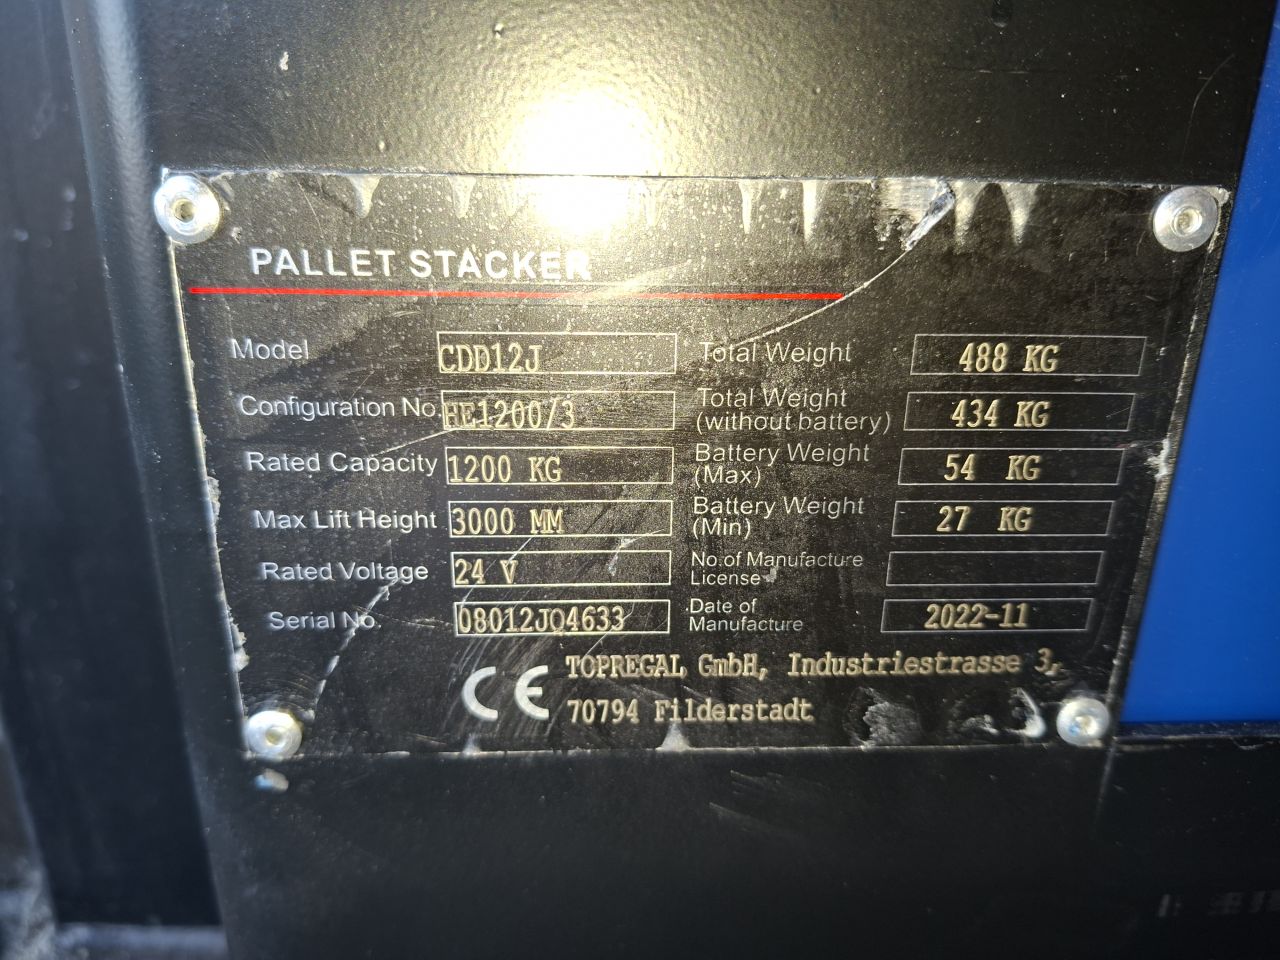 PALLET STACKER
Model CDD12J
Configuration No. HE1200/3
Rated Capacity 1200 KG
Max Lift Height 3000 MM
Rated Voltage 24 V
Serial No. 08012JQ4633
Total Weight 488 KG
Total Weight
(without battery) 434 KG
Battery Weight
(Max) 54 KG
Battery Weight
(Min) 27 KG
No.of Manufacture
License
Date of
Manufacture 2022-11
CE TOPREGAL GmbH, Industriestrasse 3,
70794 Filderstadt